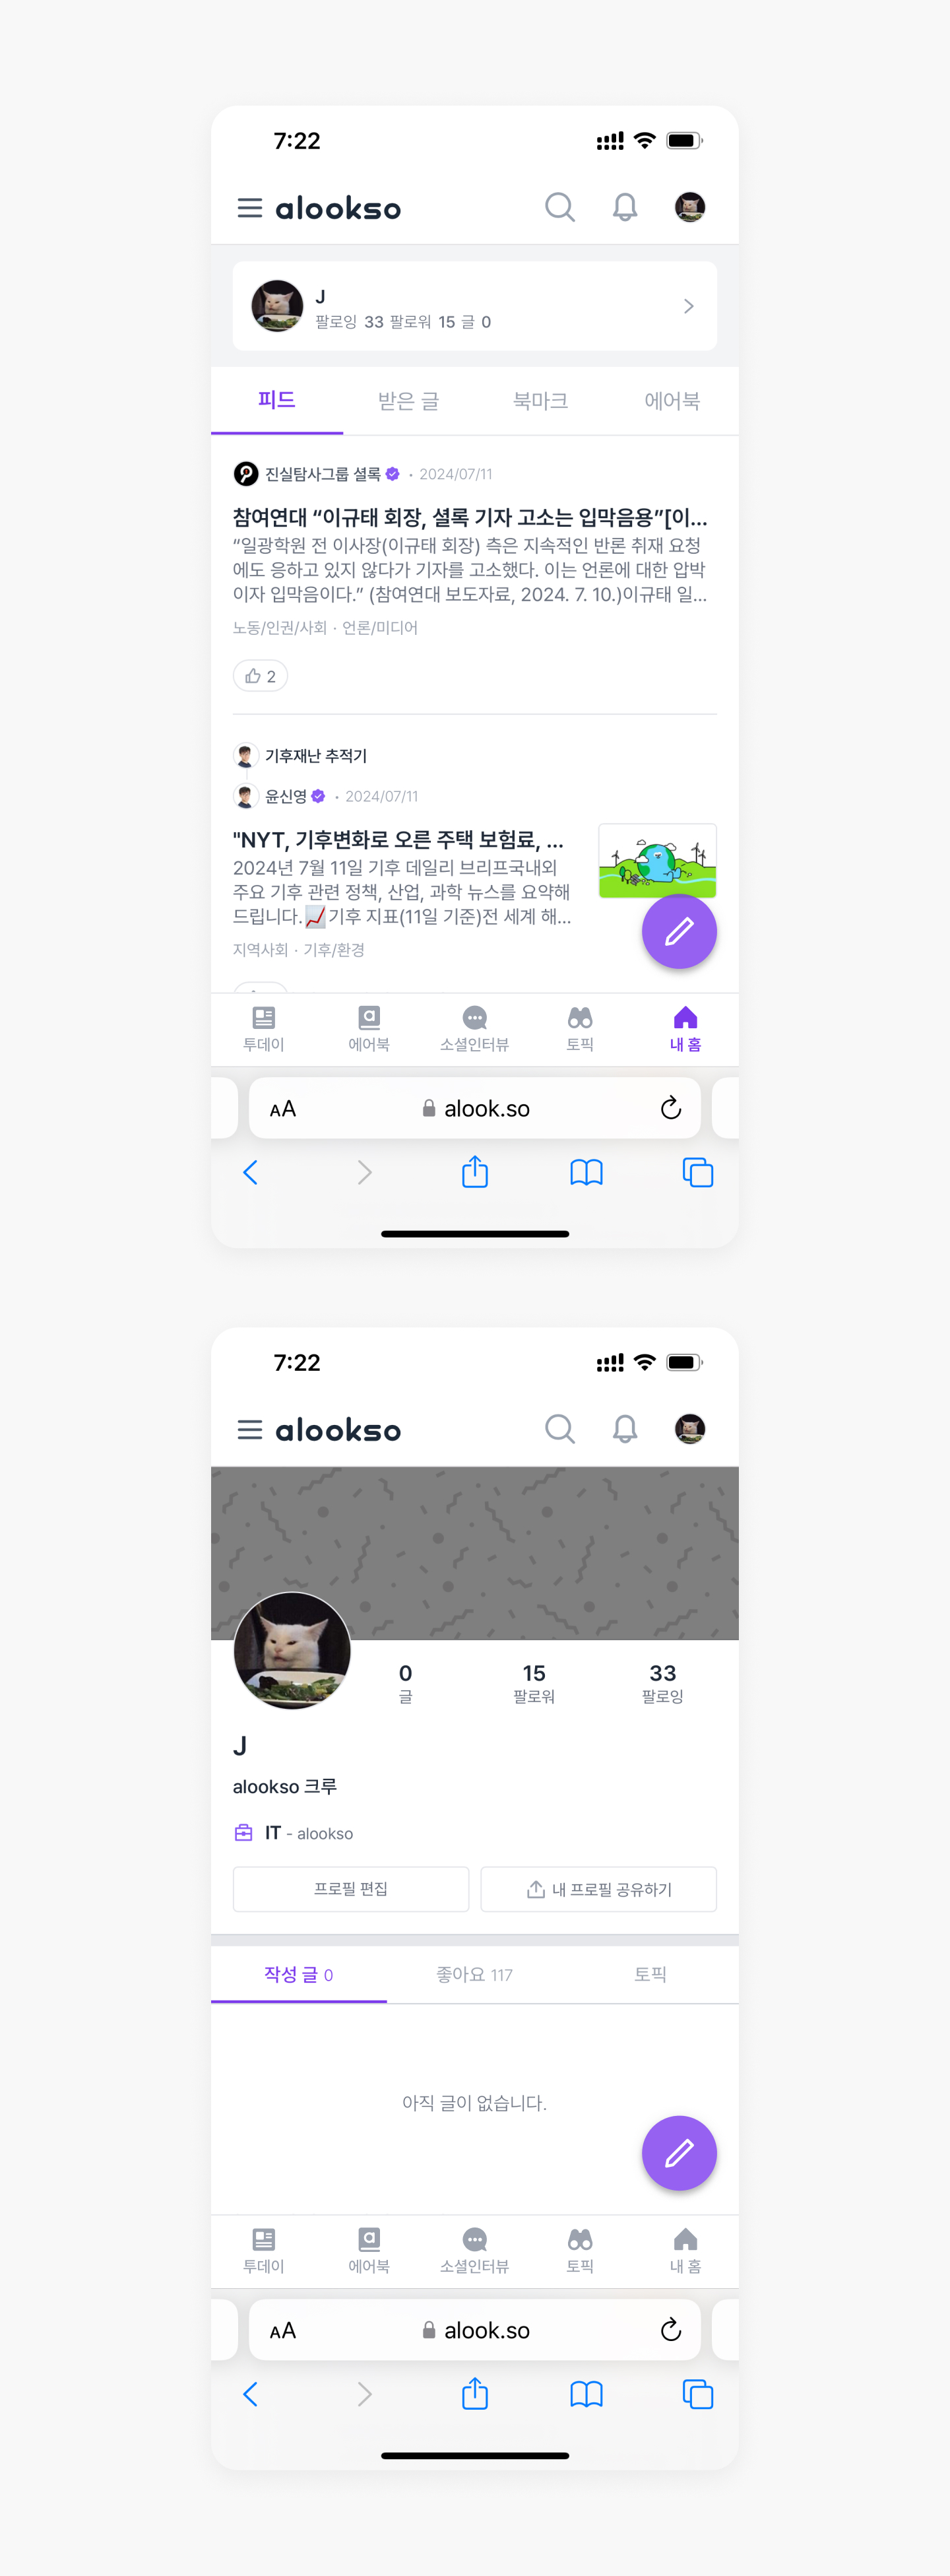 7:22
alookso
J
팔로잉 33 팔로워 15 글 0
피드 받은 글 북마크 에어북
진실탐사그룹 셜록 · 2024/07/11
참여연대 “이규태 회장, 셜록 기자 고소는 입막음용”[이...
“일광학원 전 이사장(이규태 회장) 측은 지속적인 반론 취재 요청
에도 응하고 있지 않다가 기자를 고소했다. 이는 언론에 대한 압박
이자 입막음이다.” (참여연대 보도자료, 2024. 7. 10.)이규태 일...
노동/인권/사회 · 언론/미디어
2
기후재난 추적기
윤신영 · 2024/07/11
"NYT, 기후변화로 오른 주택 보험료, ...
2024년 7월 11일 기후 데일리 브리프국내외
주요 기후 관련 정책, 산업, 과학 뉴스를 요약해
드립니다.📈기후 지표(11일 기준)전 세계 해...
지역사회 · 기후/환경
투데이 에어북 소셜인터뷰 토픽 내 홈
AA alook.so
7:22
alookso
0 15 33
글 팔로워 팔로잉
J
alookso 크루
IT - alookso
프로필 편집 내 프로필 공유하기
작성 글 0 좋아요 117 토픽
아직 글이 없습니다.
투데이 에어북 소셜인터뷰 토픽 내 홈
AA alook.so